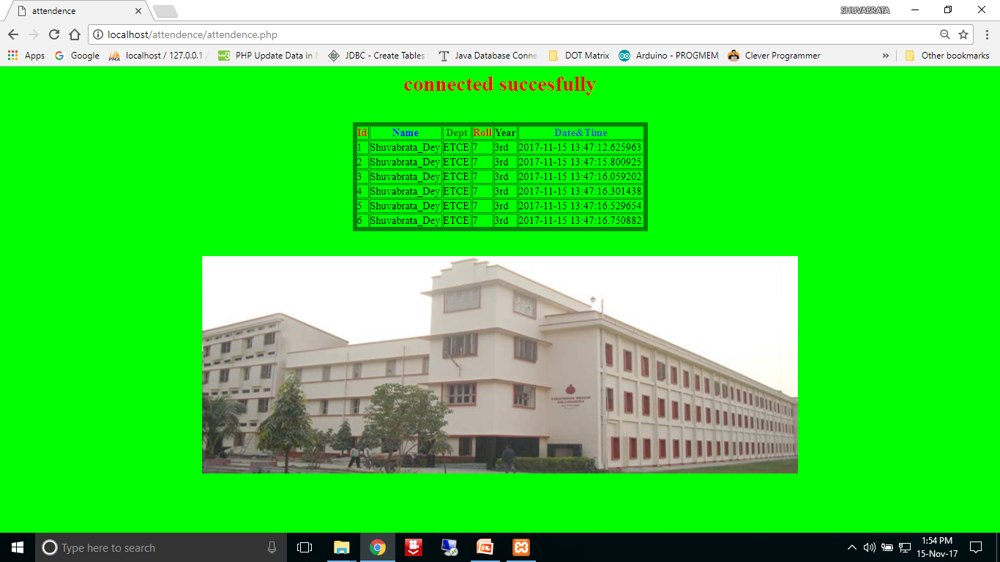 attendence
SHUVABRATA
localhost/attendence/attendence.php
Apps Google localhost / 127.0.0.1 / PHP Update Data in JDBC - Create Tables Java Database Conne DOT Matrix Arduino - PROGMEM Clever Programmer » Other bookmarks
connected succesfully
Id Name Dept Roll Year Date&Time
1 Shuvabrata_Dey ETCE 7 3rd 2017-11-15 13:47:12.625963
2 Shuvabrata_Dey ETCE 7 3rd 2017-11-15 13:47:15.800925
3 Shuvabrata_Dey ETCE 7 3rd 2017-11-15 13:47:16.059202
4 Shuvabrata_Dey ETCE 7 3rd 2017-11-15 13:47:16.301438
5 Shuvabrata_Dey ETCE 7 3rd 2017-11-15 13:47:16.529654
6 Shuvabrata_Dey ETCE 7 3rd 2017-11-15 13:47:16.750882
Type here to search
1:54 PM
15-Nov-17